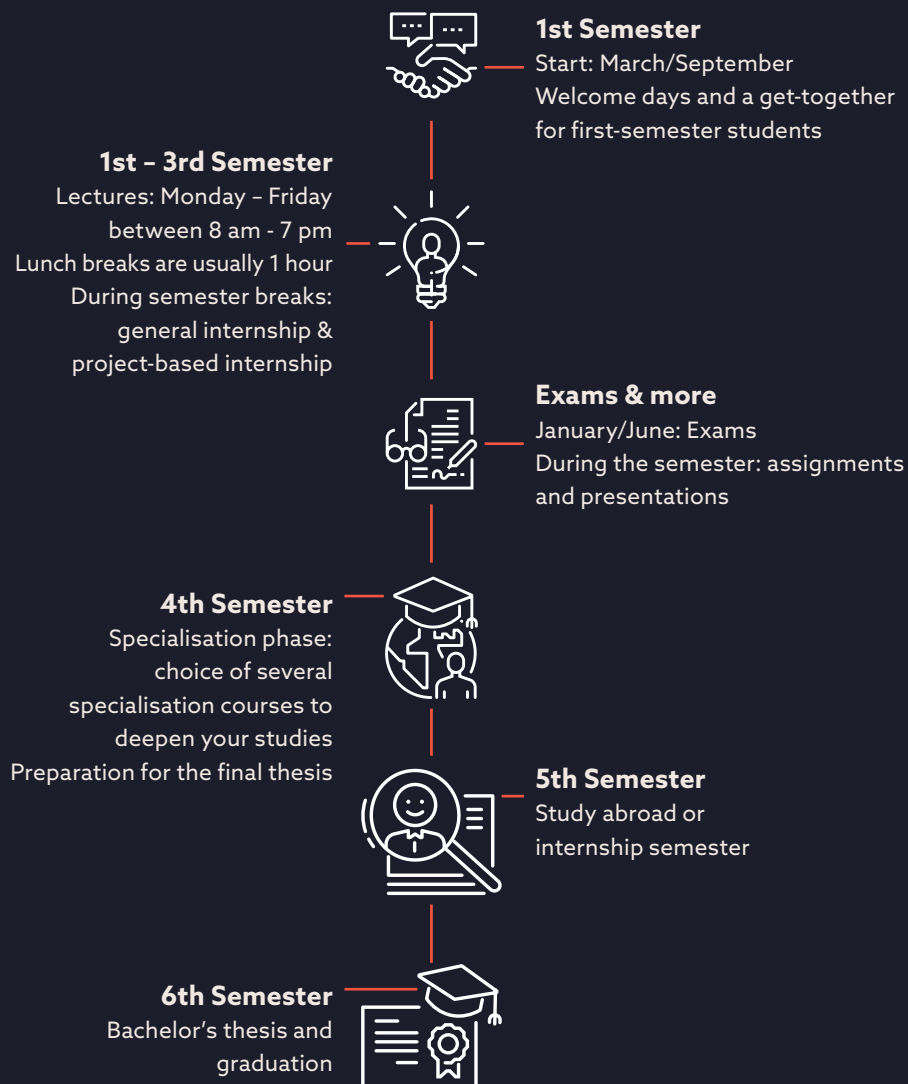 1st Semester
Start: March/September
Welcome days and a get-together
for first-semester students
1st – 3rd Semester
Lectures: Monday – Friday
between 8 am - 7 pm
Lunch breaks are usually 1 hour
During semester breaks:
general internship &
project-based internship
Exams & more
January/June: Exams
During the semester: assignments
and presentations
4th Semester
Specialisation phase:
choice of several
specialisation courses to
deepen your studies
Preparation for the final thesis
5th Semester
Study abroad or
internship semester
6th Semester
Bachelor’s thesis and
graduation